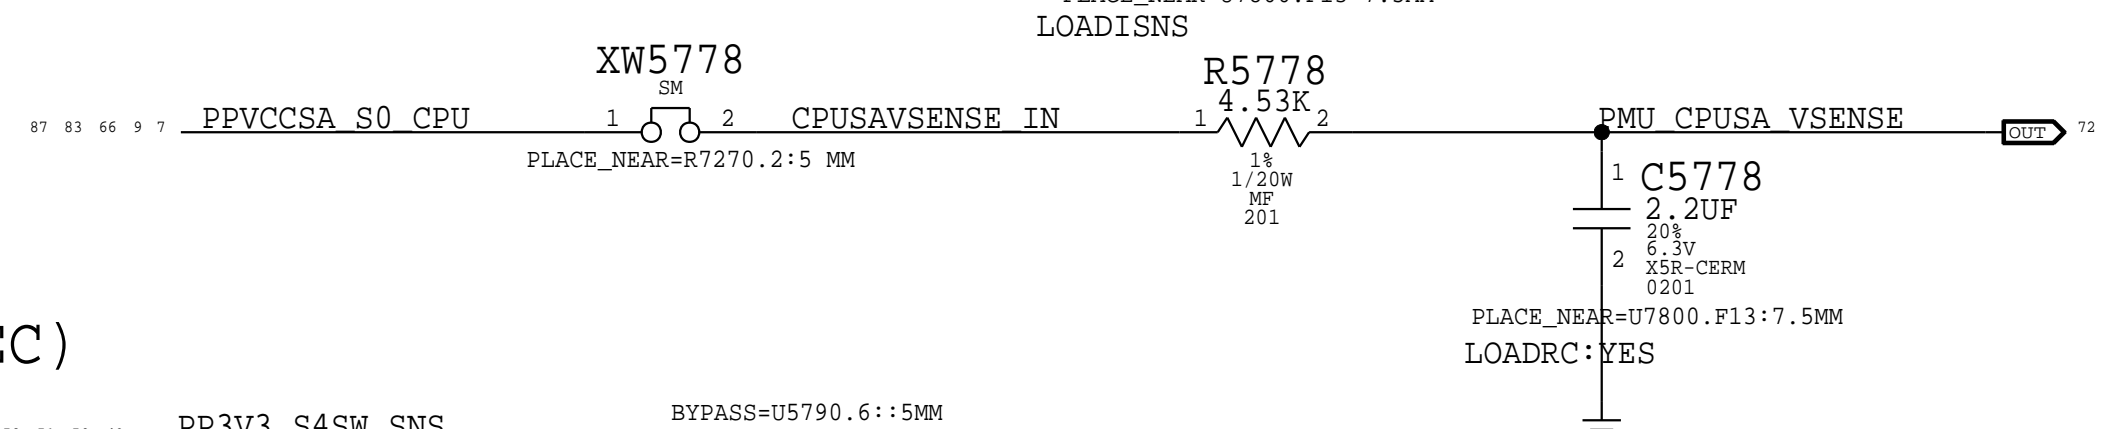 LOADISNS
XW5778
SM
R5778
4.53K
87 83 66 9 7
PPVCCSA_S0_CPU
1
2
CPUSAVSENSE_IN
1
2
PMU_CPUSA_VSENSE
OUT
72
PLACE_NEAR=R7270.2:5 MM
1%
1/20W
MF
201
1
C5778
2.2UF
20%
6.3V
2
X5R-CERM
0201
PLACE_NEAR=U7800.F13:7.5MM
C)
LOADRC:YES
BYPASS=U5790.6::5MM
PP3V3_S4SW_SNS